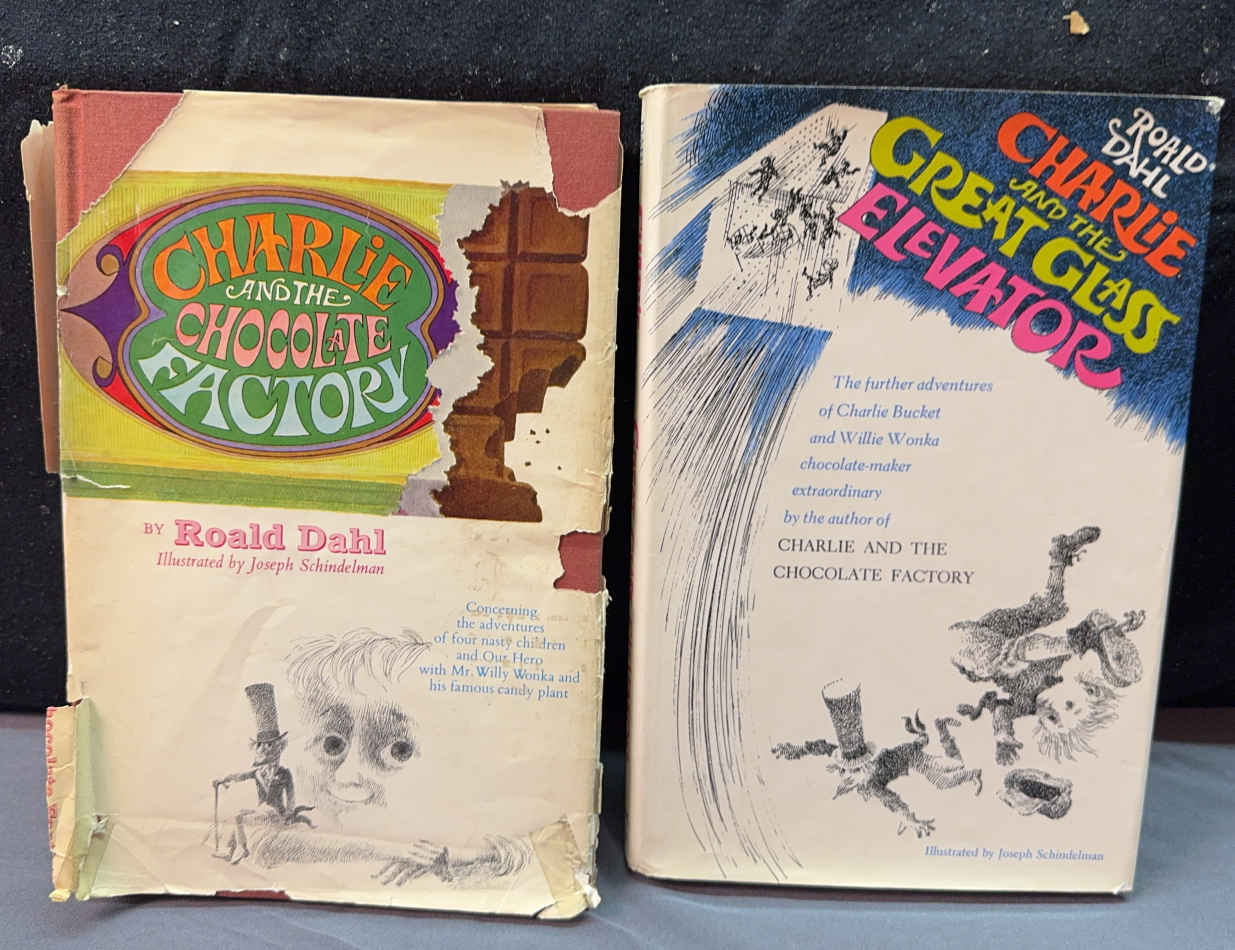 CHARLiE
AND THE
CHOCOLATE
FACTORY
BY Roald Dahl
Illustrated by Joseph Schindelman
Concerning
the adventures
of four nasty children
and Our Hero
with Mr. Willy Wonka and
his famous candy plant
ROALD
DAHL
CHARLiE
AND THE
GREAT GLASS
ELEVATOR
The further adventures
of Charlie Bucket
and Willie Wonka
chocolate-maker
extraordinary
by the author of
CHARLIE AND THE
CHOCOLATE FACTORY
Illustrated by Joseph Schindelman